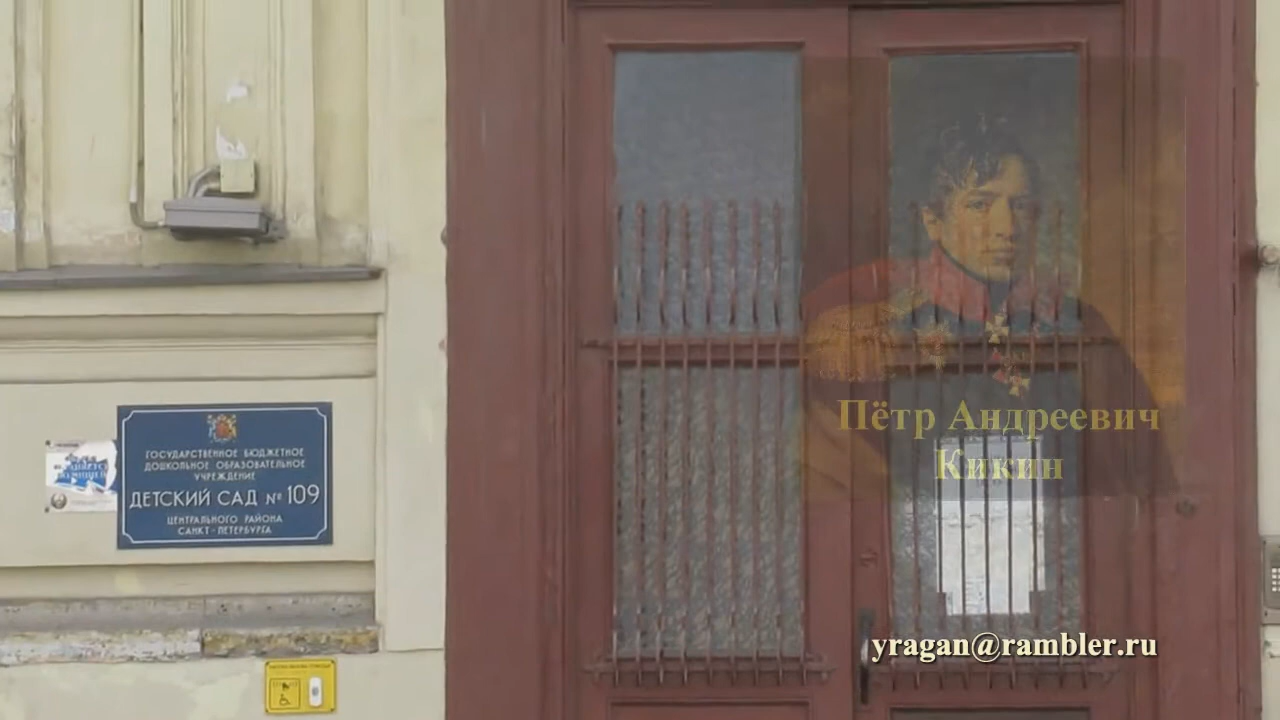 ГОСУДАРСТВЕННОЕ БЮДЖЕТНОЕ
ДОШКОЛЬНОЕ ОБРАЗОВАТЕЛЬНОЕ
УЧРЕЖДЕНИЕ
ДЕТСКИЙ САД № 109
ЦЕНТРАЛЬНОГО РАЙОНА
САНКТ-ПЕТЕРБУРГА
Пётр Андреевич
Кикин
yragan@rambler.ru